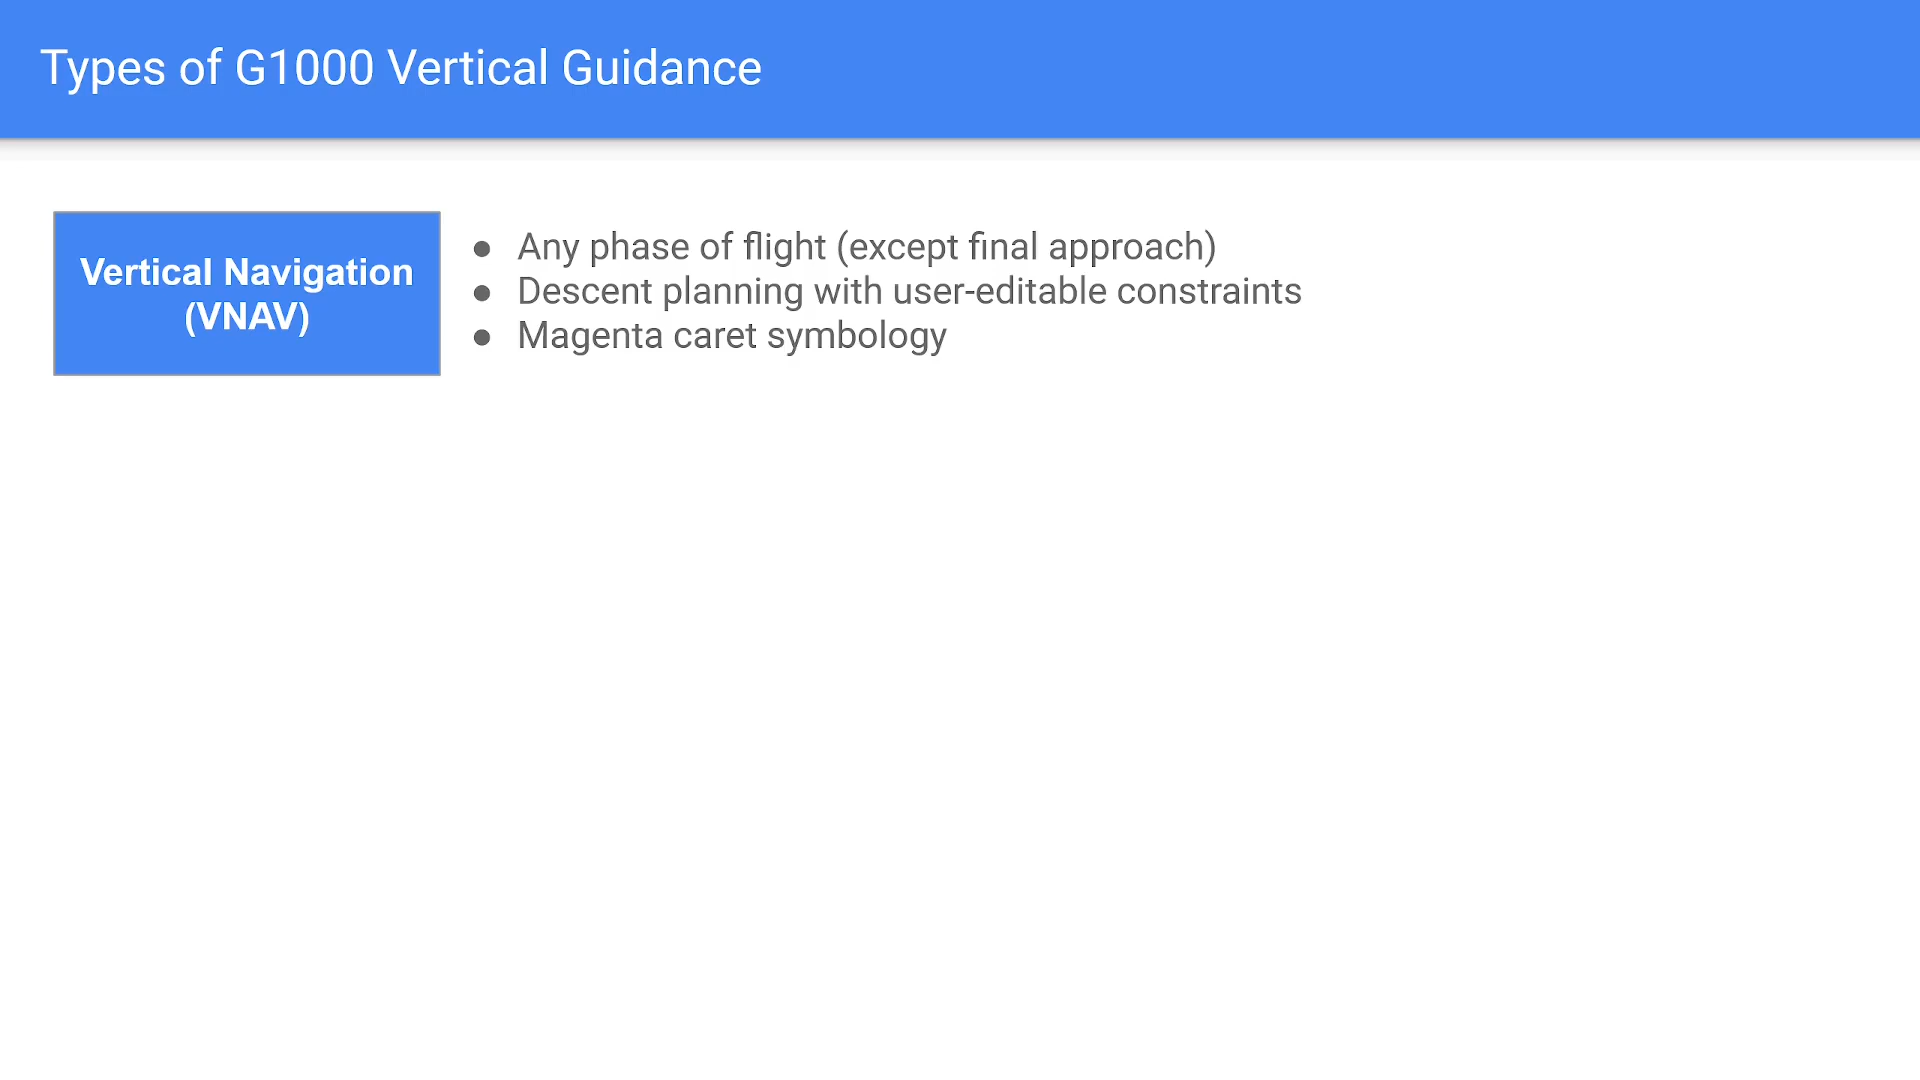 Types of G1000 Vertical Guidance
Vertical Navigation
(VNAV)
● Any phase of flight (except final approach)
● Descent planning with user-editable constraints
● Magenta caret symbology